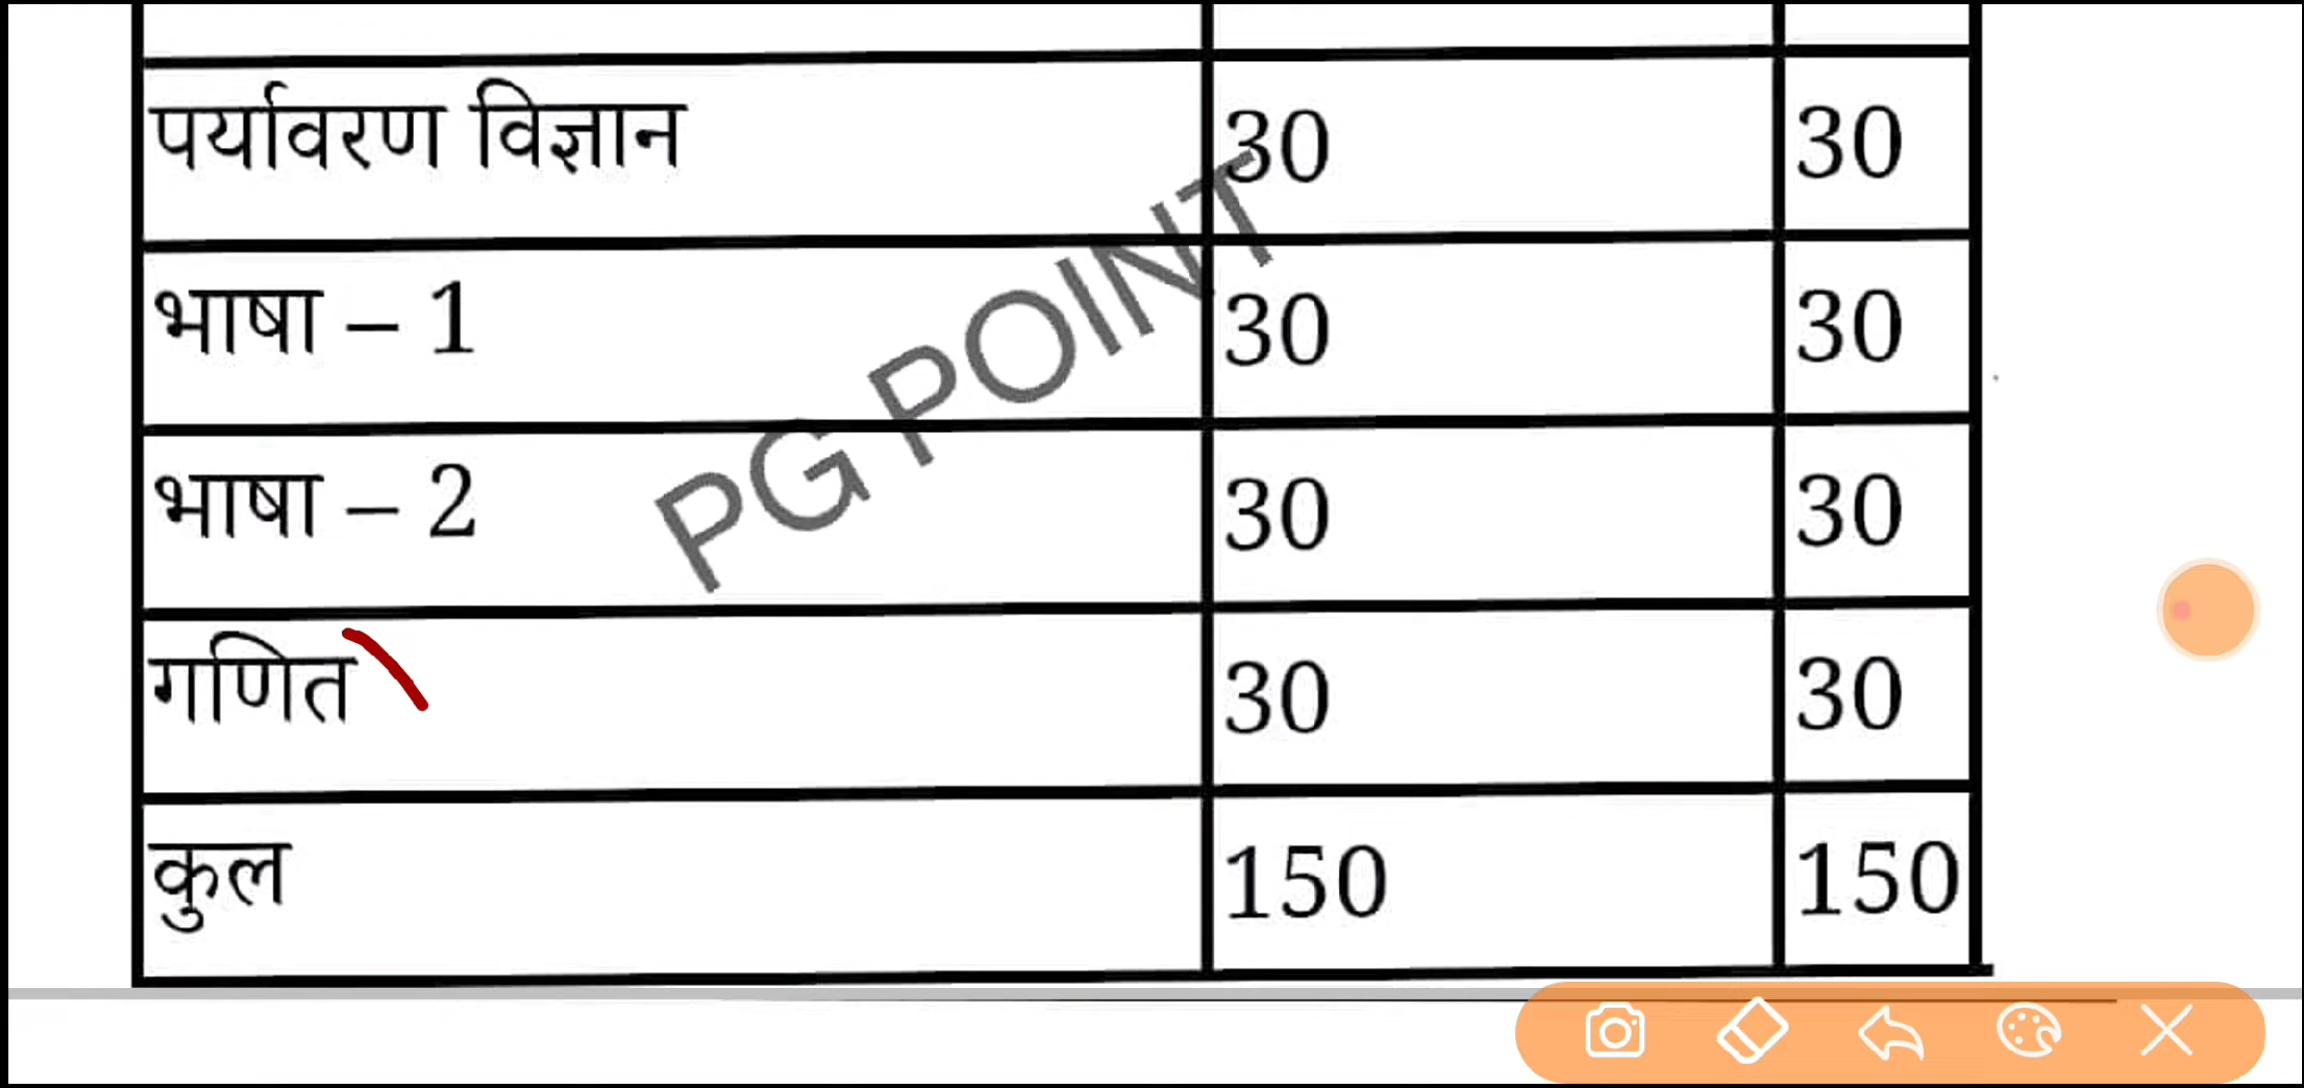 पर्यावरण विज्ञान 30 30
भाषा – 1 30 30
भाषा – 2 30 30
गणित 30 30
कुल 150 150
PG POINT